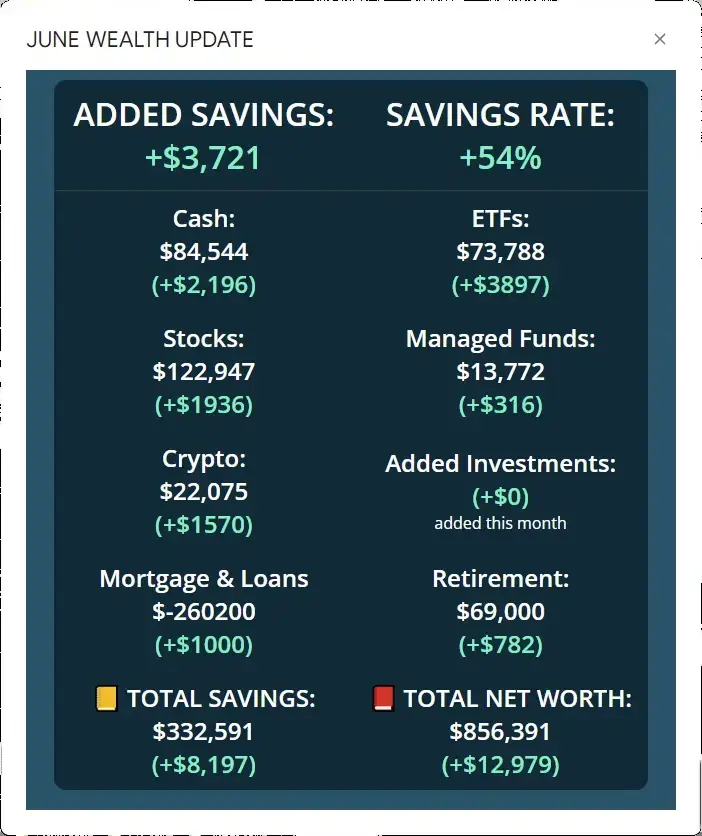 JUNE WEALTH UPDATE
×
ADDED SAVINGS:
+$3,721
SAVINGS RATE:
+54%
Cash:
$84,544
(+$2,196)
ETFs:
$73,788
(+$3897)
Stocks:
$122,947
(+$1936)
Managed Funds:
$13,772
(+$316)
Crypto:
$22,075
(+$1570)
Added Investments:
(+$0)
added this month
Mortgage & Loans
$-260200
(+$1000)
Retirement:
$69,000
(+$782)
TOTAL SAVINGS:
$332,591
(+$8,197)
TOTAL NET WORTH:
$856,391
(+$12,979)